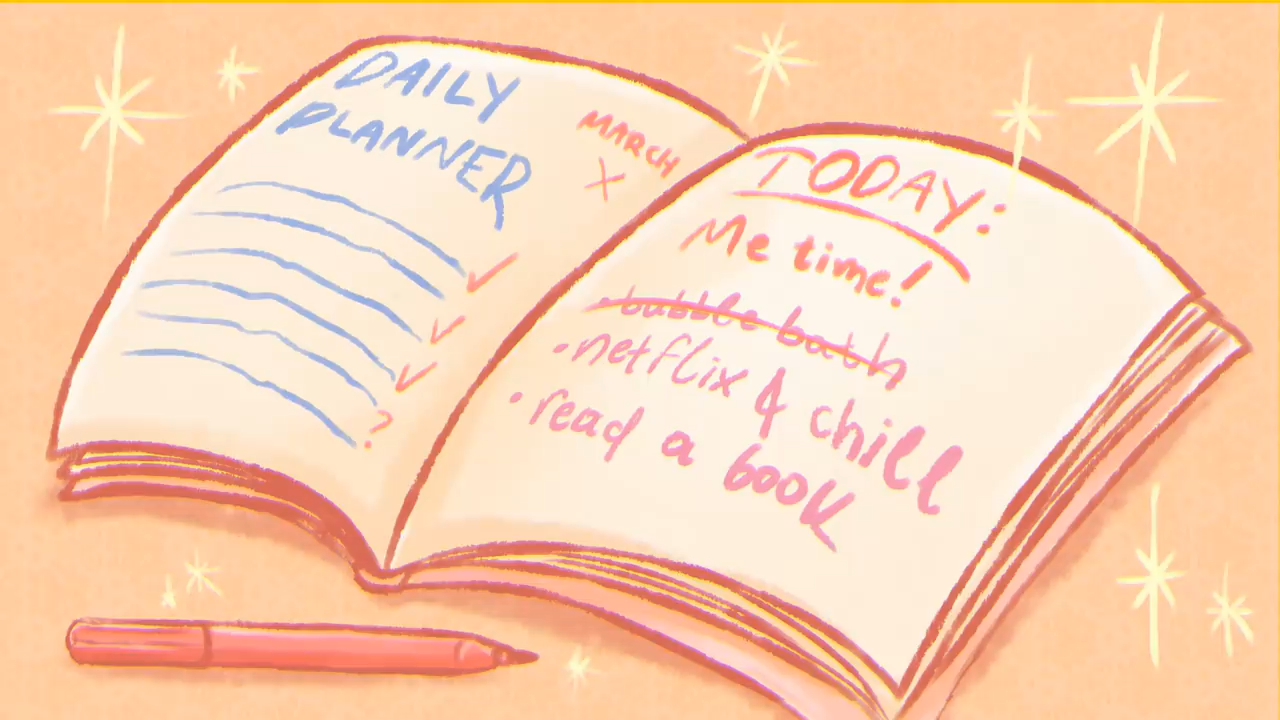 DAILY
PLANNER
MARCH
X
?
TODAY:
Me time!
• bubble bath
• netflix & chill
• read a book